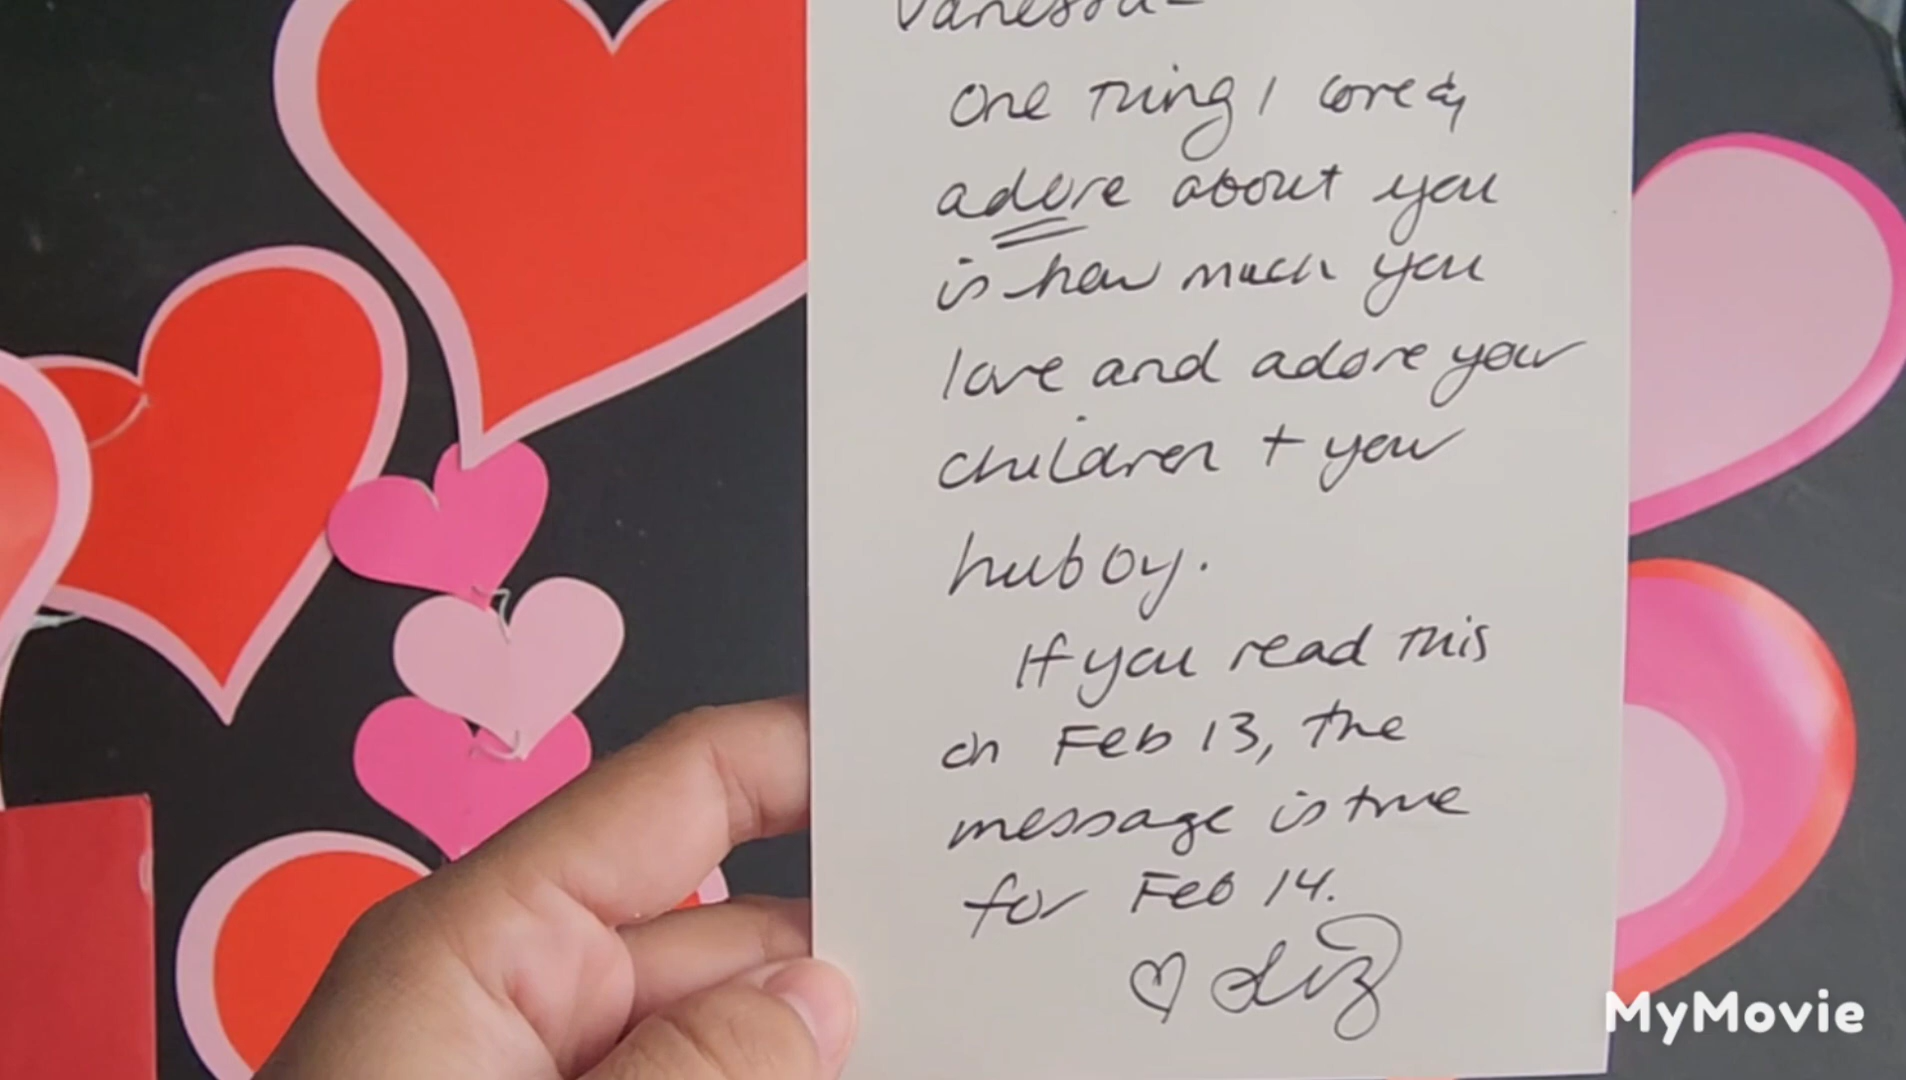 Vanessa-
One Thing I love &
adore about you
is how much you
love and adore your
children + your
hubby.
If you read this
on Feb 13, the
message is true
for Feb 14.
♡ Liz
MyMovie